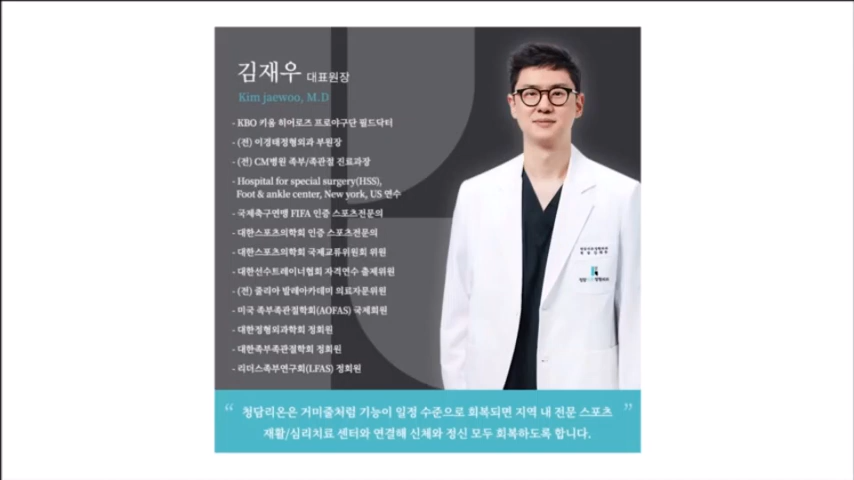 김재우 대표원장
Kim jaewoo, M.D
- KBO 키움 히어로즈 프로야구단 필드닥터
- (전) 이경태정형외과 부원장
- (전) CM병원 족부/족관절 진료과장
- Hospital for special surgery(HSS),
Foot & ankle center, New york, US 연수
- 국제축구연맹 FIFA 인증 스포츠전문의
- 대한스포츠의학회 인증 스포츠전문의
- 대한스포츠의학회 국제교류위원회 위원
- 대한선수트레이너협회 자격연수 출제위원
- (전) 줄리아 발레아카데미 의료자문위원
- 미국 족부족관절학회(AOFAS) 국제회원
- 대한정형외과학회 정회원
- 대한족부족관절학회 정회원
- 리더스족부연구회(LFAS) 정회원
“ 청담리온은 거미줄처럼 기능이 일정 수준으로 회복되면 지역 내 전문 스포츠 ”
재활/심리치료 센터와 연결해 신체와 정신 모두 회복하도록 합니다.